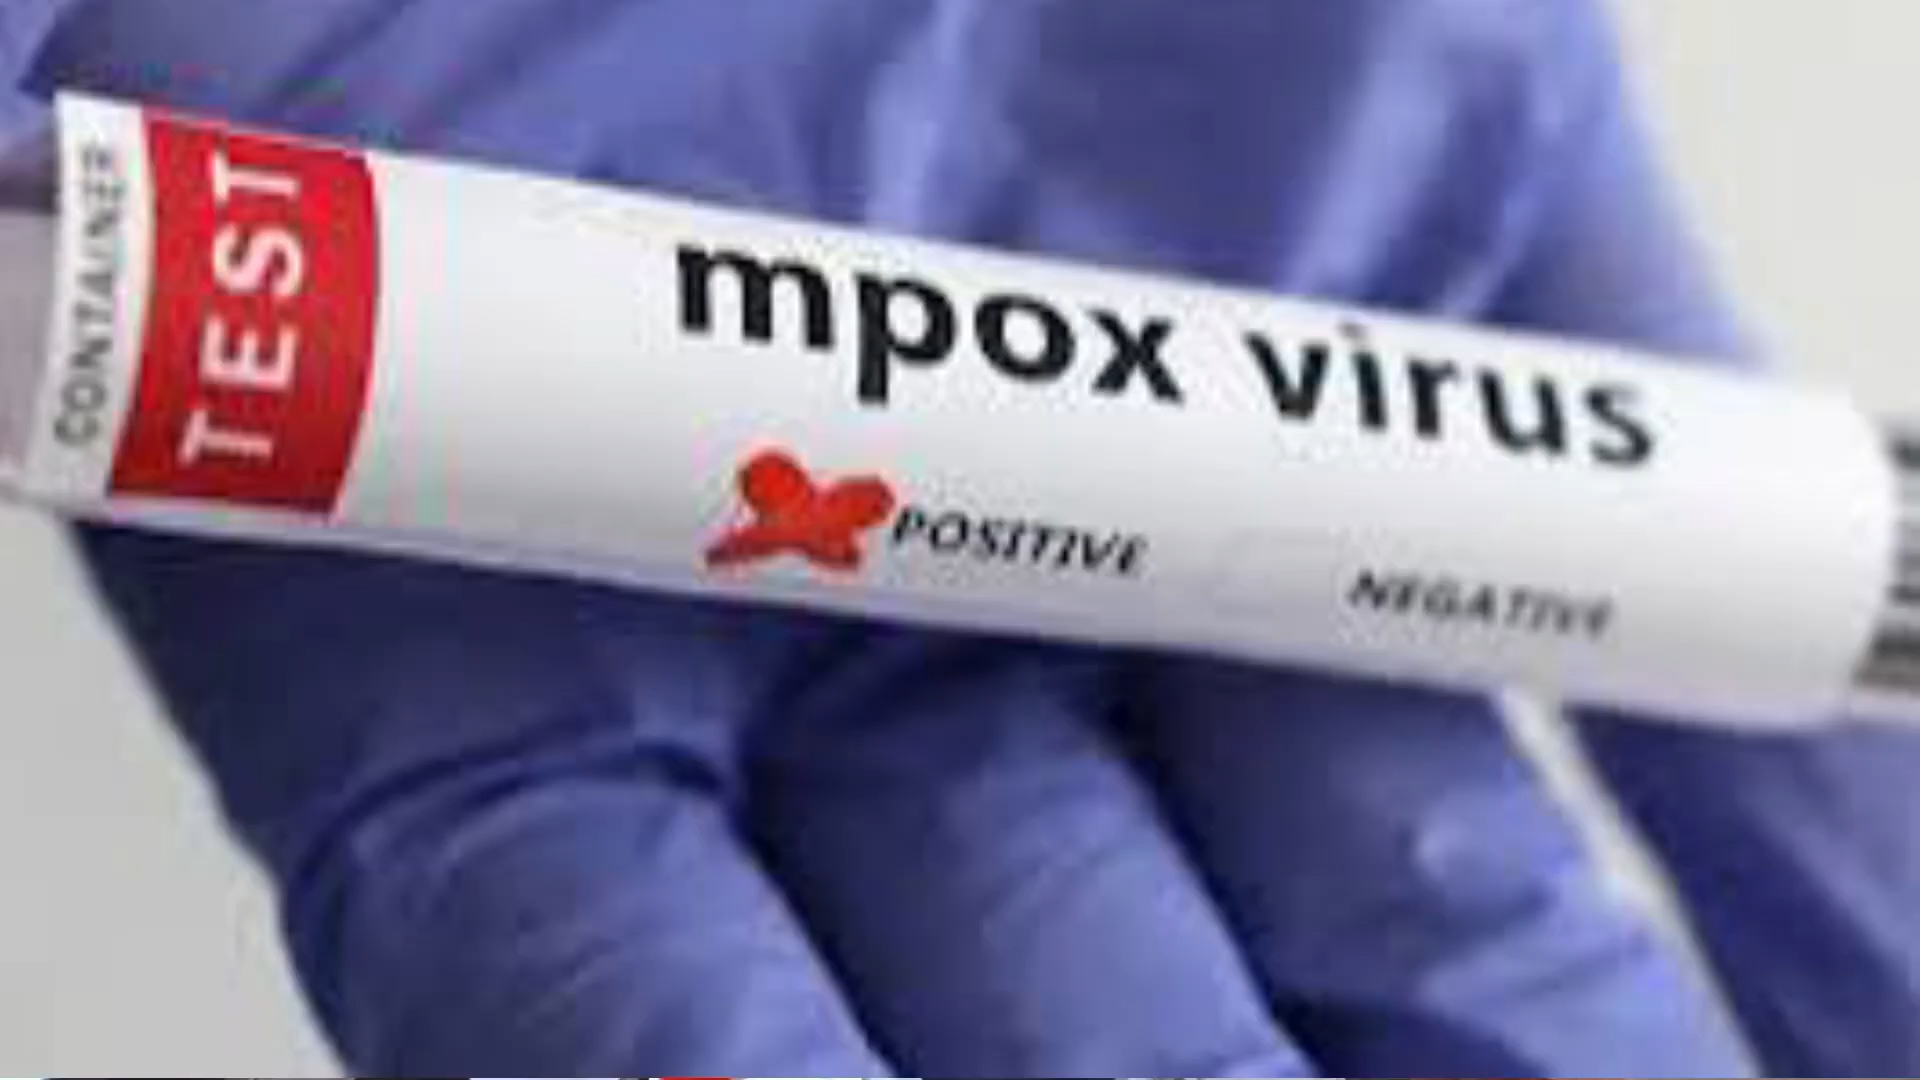 CONTAINER
TEST
mpox virus
POSITIVE
NEGATIVE